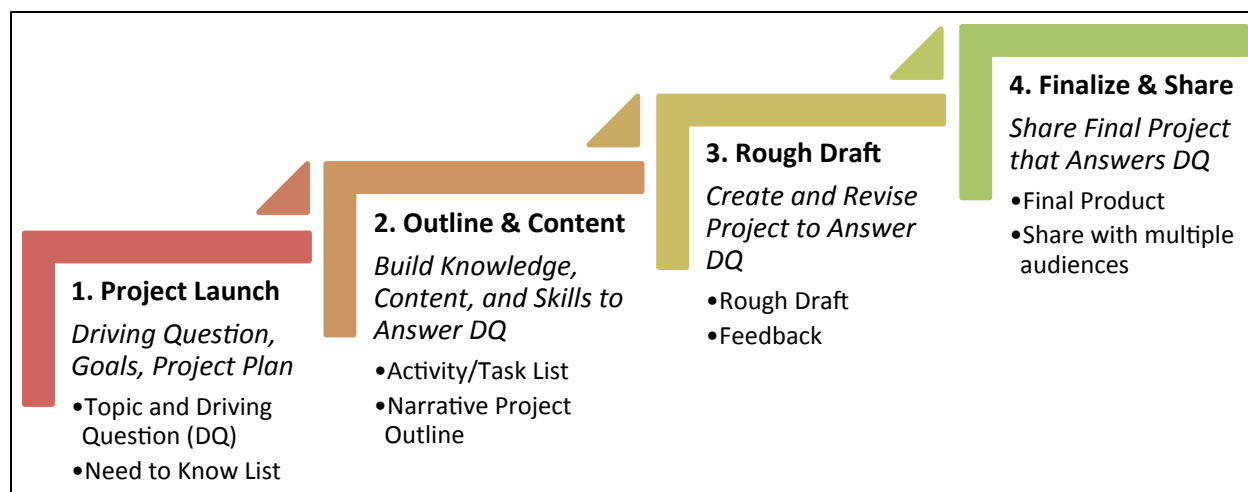 1. Project Launch
Driving Question,
Goals, Project Plan
•Topic and Driving
Question (DQ)
•Need to Know List
2. Outline & Content
Build Knowledge,
Content, and Skills to
Answer DQ
•Activity/Task List
•Narrative Project
Outline
3. Rough Draft
Create and Revise
Project to Answer
DQ
•Rough Draft
•Feedback
4. Finalize & Share
Share Final Project
that Answers DQ
•Final Product
•Share with multiple
audiences